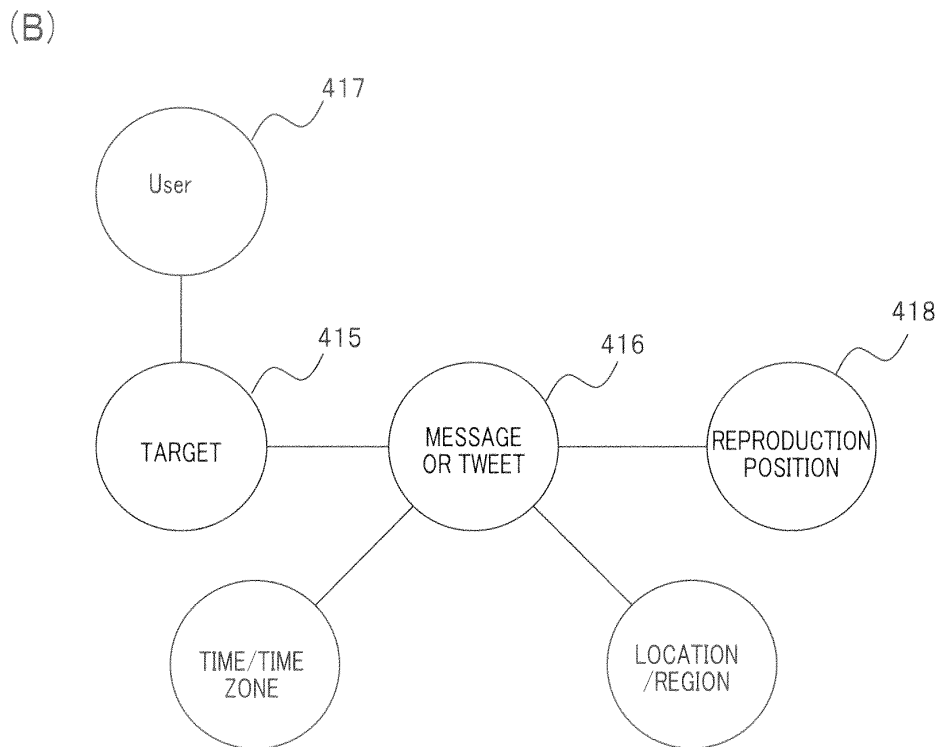 (B)
417
User
415
416
418
TARGET
MESSAGE
OR TWEET
REPRODUCTION
POSITION
TIME/TIME
ZONE
LOCATION
/REGION